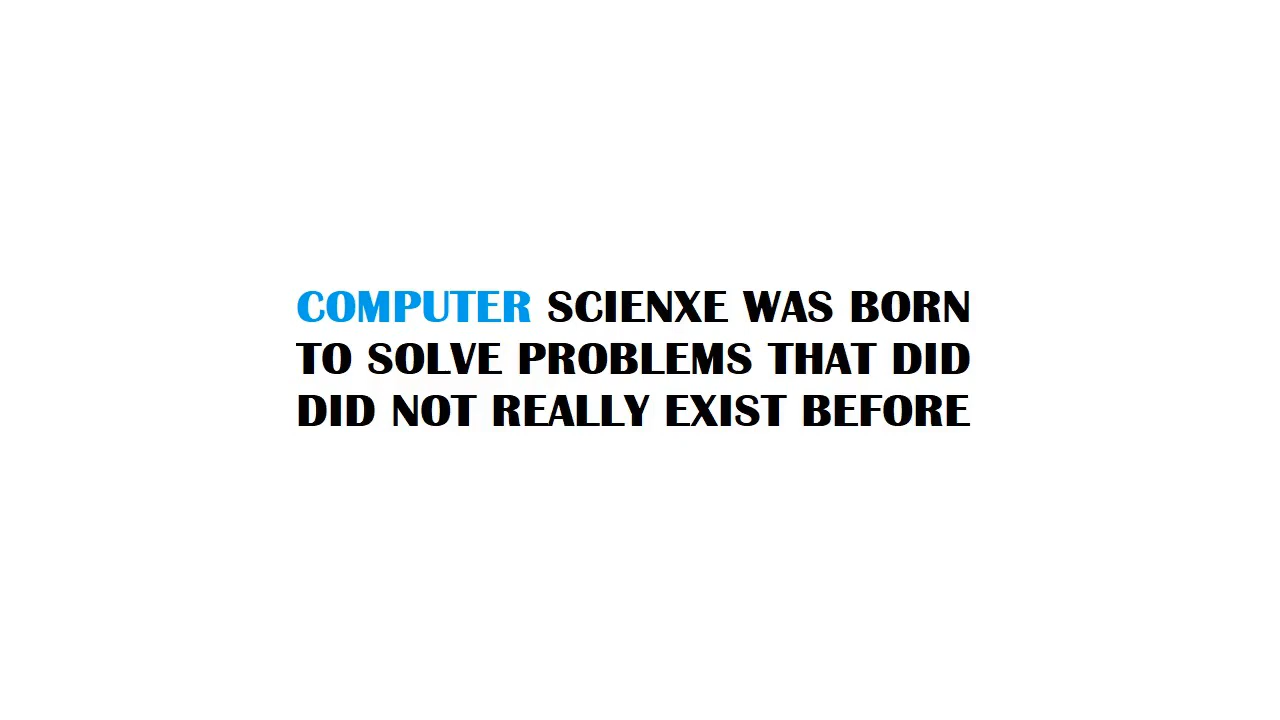 COMPUTER SCIENXE WAS BORN
TO SOLVE PROBLEMS THAT DID
DID NOT REALLY EXIST BEFORE